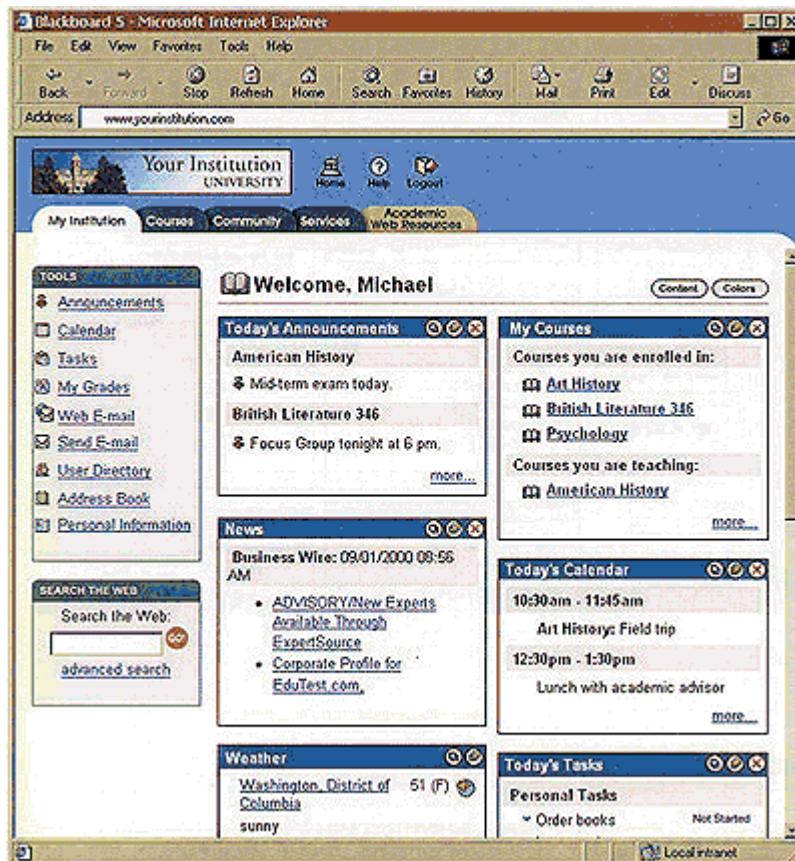 Blackboard 5 - Microsoft Internet Explorer
File Edit View Favorites Tools Help
Back Forward Stop Refresh Home Search Favorites History Mail Print Edit Discuss
Address www.yourinstitution.com Go
Your Institution
UNIVERSITY
Home Help Logout
My Institution Courses Community Services Academic
Web Resources
TOOLS
Announcements
Calendar
Tasks
My Grades
Web E-mail
Send E-mail
User Directory
Address Book
Personal Information
SEARCH THE WEB
Search the Web:
GO!
advanced search
Welcome, Michael
Content Colors
Today's Announcements
American History
Mid-term exam today.
British Literature 346
Focus Group tonight at 6 pm.
more...
News
Business Wire: 09/01/2000 08:56
AM
ADVISORY/New Experts
Available Through
ExpertSource
Corporate Profile for
EduTest.com,
Weather
Washington, District of
Columbia
51 (F)
sunny
My Courses
Courses you are enrolled in:
Art History
British Literature 346
Psychology
Courses you are teaching:
American History
more...
Today's Calendar
10:30am - 11:45am
Art History: Field trip
12:30pm - 1:30pm
Lunch with academic advisor
more...
Today's Tasks
Personal Tasks
Order books Not Started
Local intranet